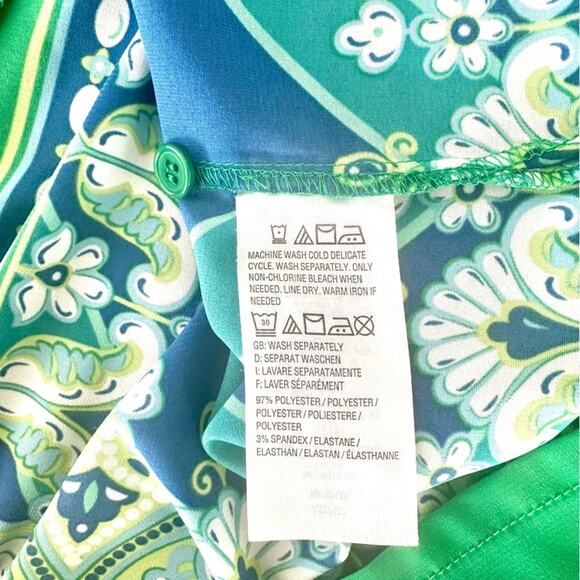 MACHINE WASH COLD DELICATE
CYCLE. WASH SEPARATELY. ONLY
NON-CHLORINE BLEACH WHEN
NEEDED. LINE DRY. WARM IRON IF
NEEDED
30
GB: WASH SEPARATELY
D: SEPARAT WASCHEN
I: LAVARE SEPARATAMENTE
F: LAVER SÉPARÉMENT
97% POLYESTER / POLYESTER /
POLYESTER / POLIESTERE /
POLYESTER
3% SPANDEX / ELASTANE /
ELASTHAN / ELASTAN / ÉLASTHANNE